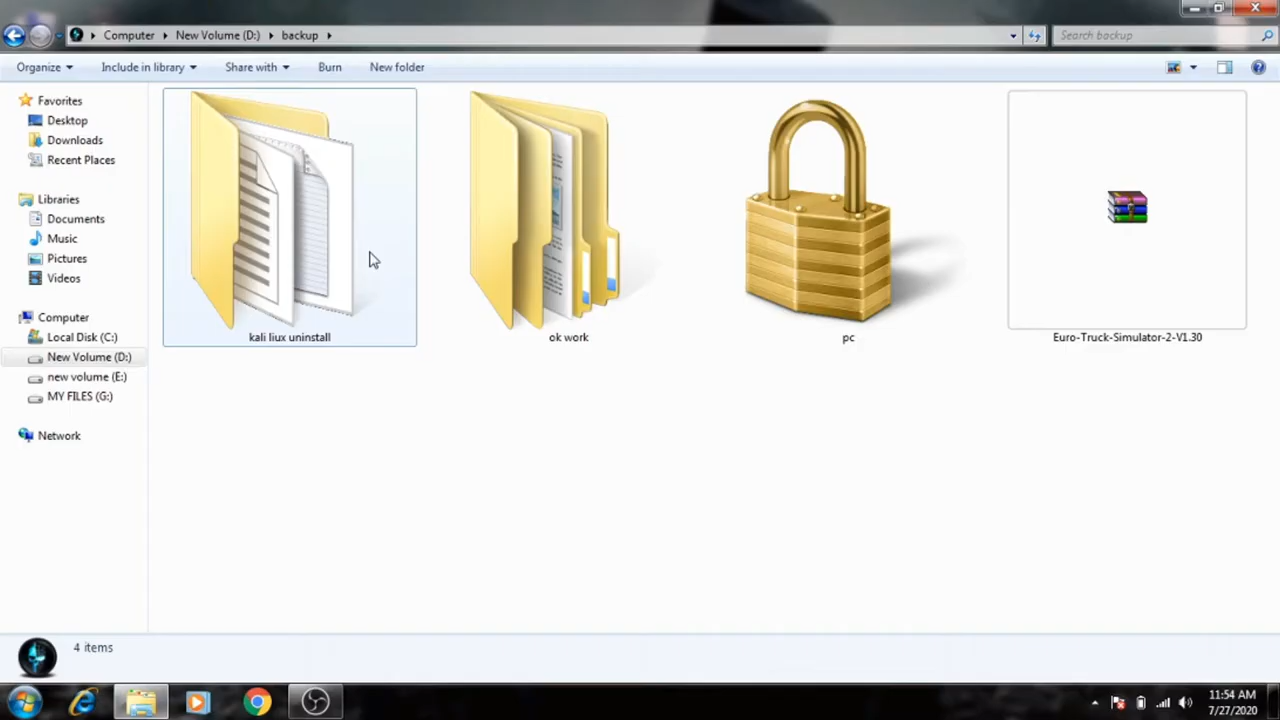 Computer New Volume (D:) backup
Search backup
Organize Include in library Share with Burn New folder
Favorites
Desktop
Downloads
Recent Places
Libraries
Documents
Music
Pictures
Videos
Computer
Local Disk (C:)
New Volume (D:)
new volume (E:)
MY FILES (G:)
Network
kali liux uninstall
ok work
pc
Euro-Truck-Simulator-2-V1.30
4 items
11:54 AM
7/27/2020